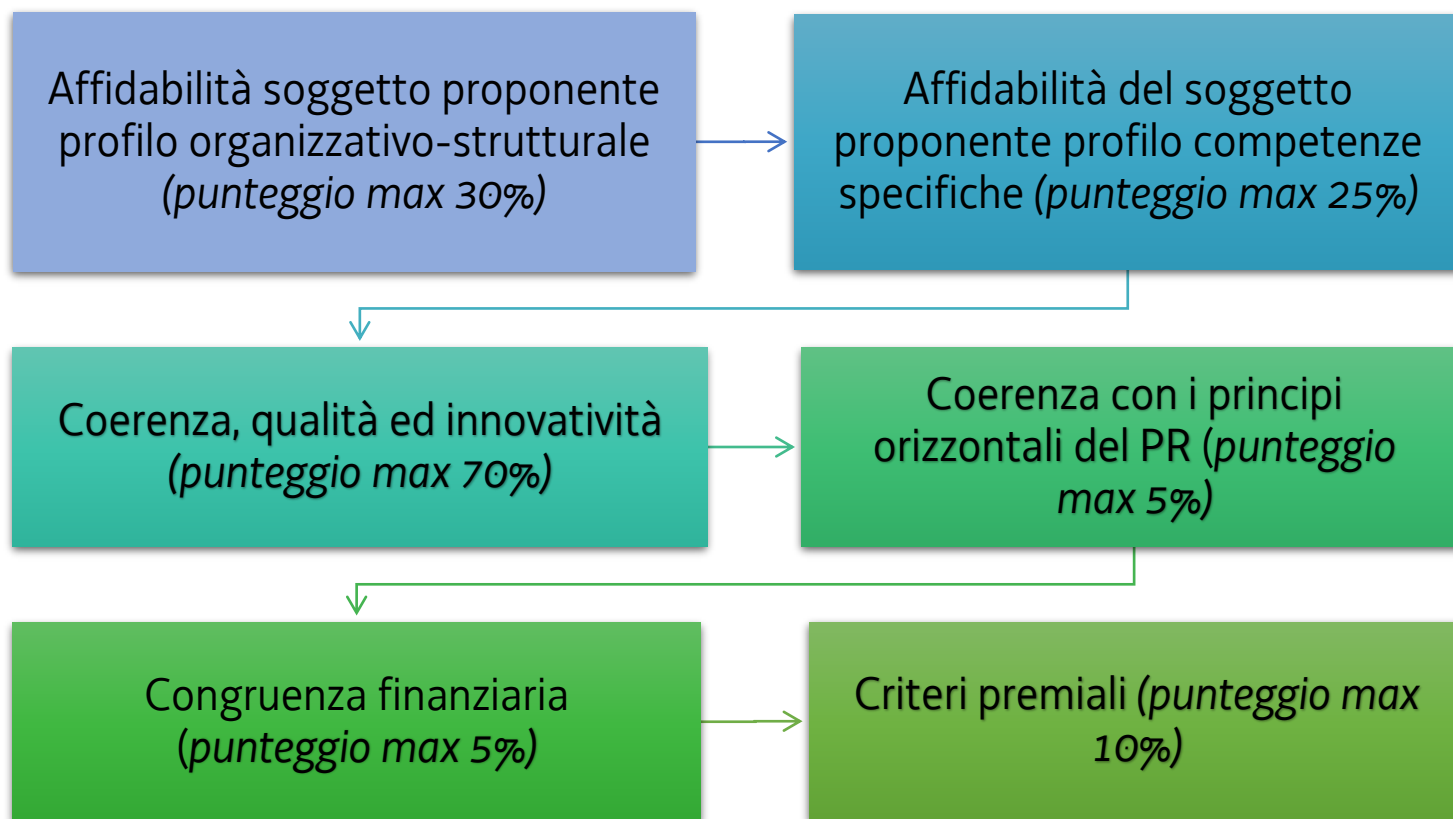 Affidabilità soggetto proponente
profilo organizzativo-strutturale
(punteggio max 30%)
Affidabilità del soggetto
proponente profilo competenze
specifiche (punteggio max 25%)
Coerenza, qualità ed innovatività
(punteggio max 70%)
Coerenza con i principi
orizzontali del PR (punteggio
max 5%)
Congruenza finanziaria
(punteggio max 5%)
Criteri premiali (punteggio max
10%)